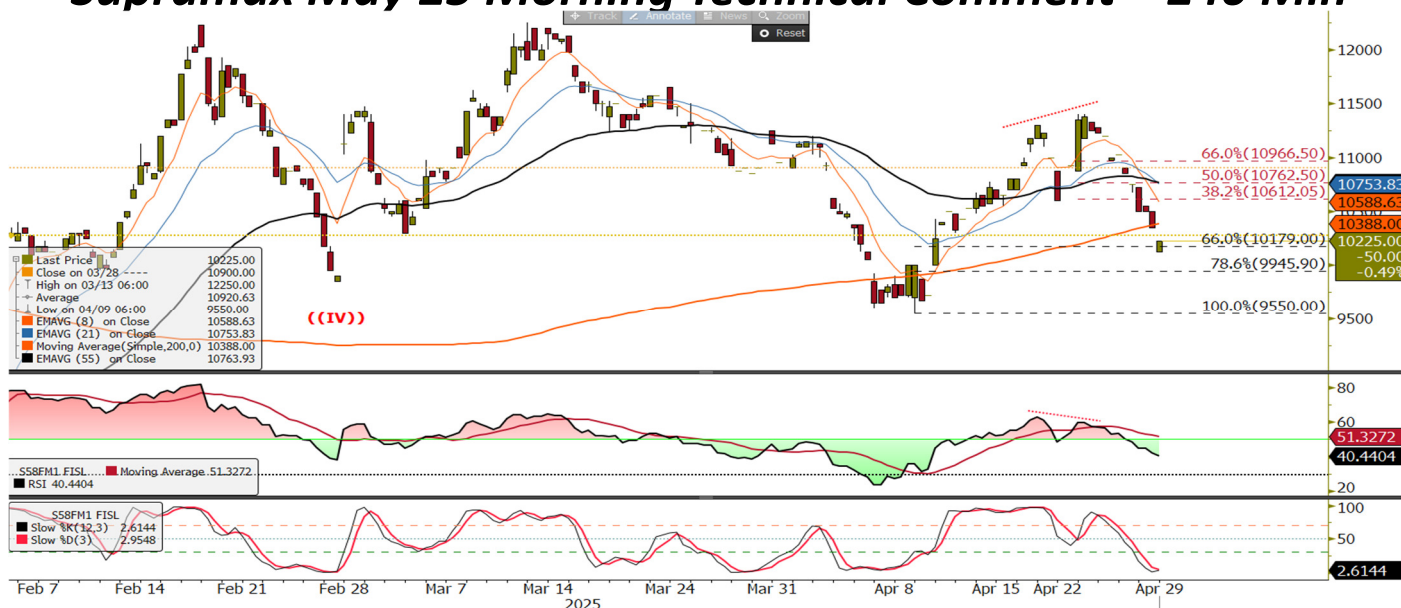 Supramax May 25 Morning Technical Comment – 240 Min
Track Annotate News Zoom
Reset
12000
11500
11000
10500
9500
66.0%(10966.50)
50.0%(10762.50)
38.2%(10612.05)
66.0%(10179.00)
78.6%(9945.90)
100.0%(9550.00)
10753.83
10588.63
10388.00
10225.00
-50.00
-0.49%
((IV))
Last Price 10225.00
Close on 03/28 ---- 10900.00
High on 03/13 06:00 12250.00
Average 10920.63
Low on 04/09 06:00 9550.00
EMAVG (8) on Close 10588.63
EMAVG (21) on Close 10753.83
Moving Average(Simple,200,0) 10388.00
EMAVG (55) on Close 10763.93
80
60
51.3272
40.4404
20
S58FM1 FISL Moving Average 51.3272
RSI 40.4404
S58FM1 FISL
Slow %K(12,3) 2.6144
Slow %D(3) 2.9548
100
50
2.6144
Feb 7 Feb 14 Feb 21 Feb 28 Mar 7 Mar 14 Mar 24 Mar 31 Apr 8 Apr 15 Apr 22 Apr 29
2025